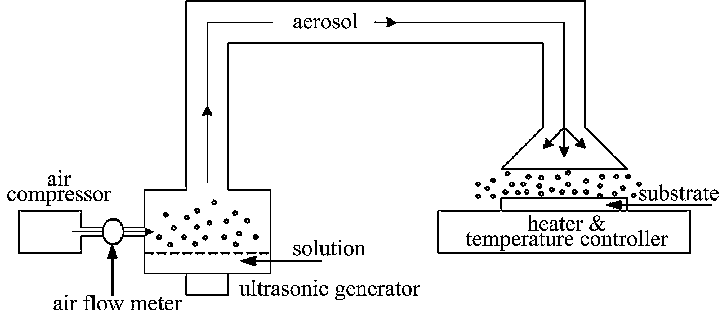 aerosol
air
compressor
substrate
heater &
temperature controller
solution
ultrasonic generator
air flow meter